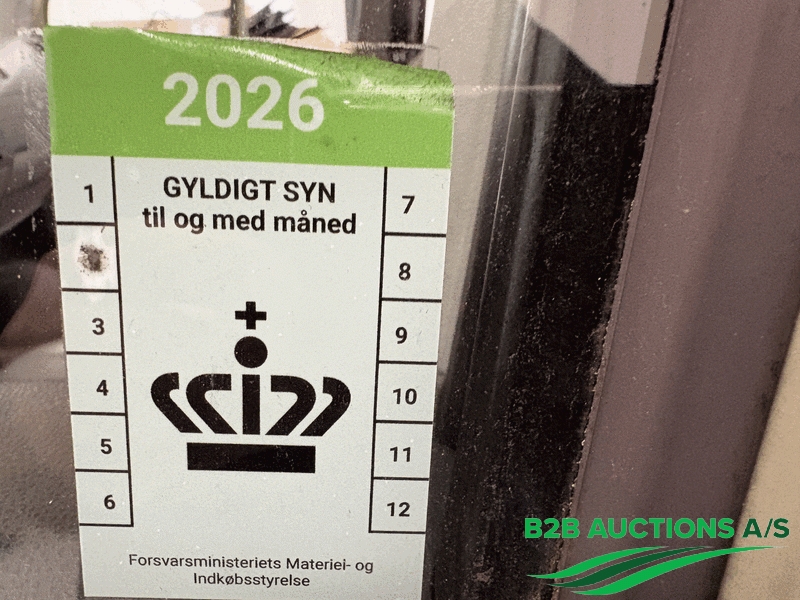 2026
GYLDIGT SYN
til og med måned
1
3
4
5
6
7
8
9
10
11
12
Forsvarsministeriets Materiel- og
Indkøbsstyrelse
B2B AUCTIONS A/S